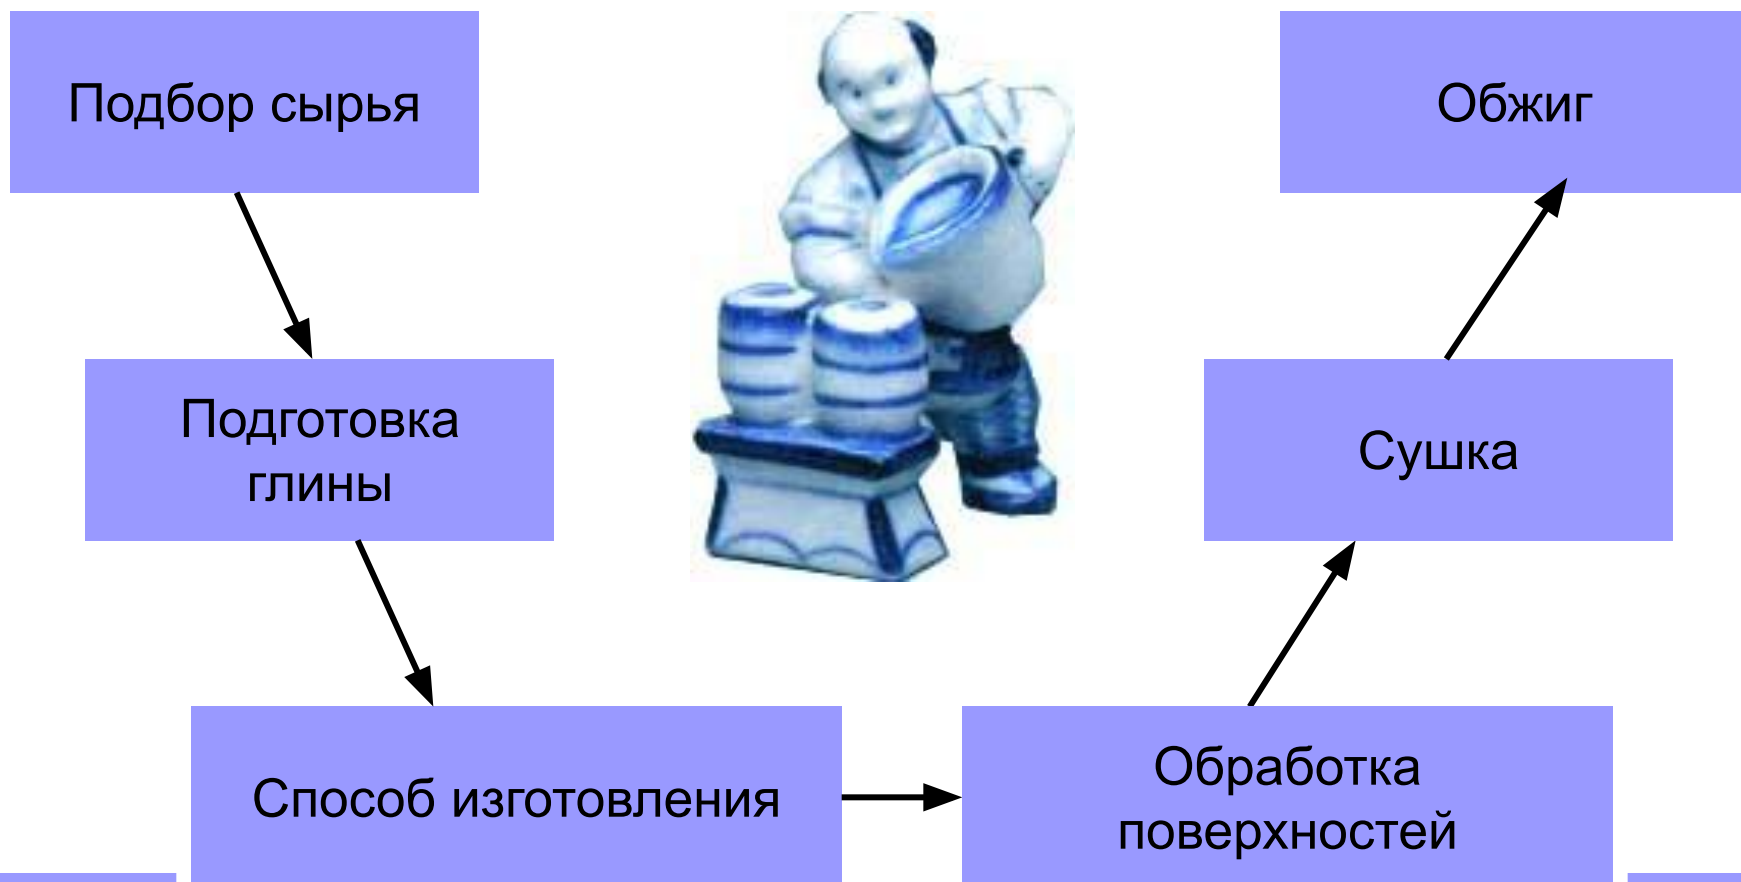 Подбор сырья
Подготовка
глины
Способ изготовления
Обработка
поверхностей
Сушка
Обжиг